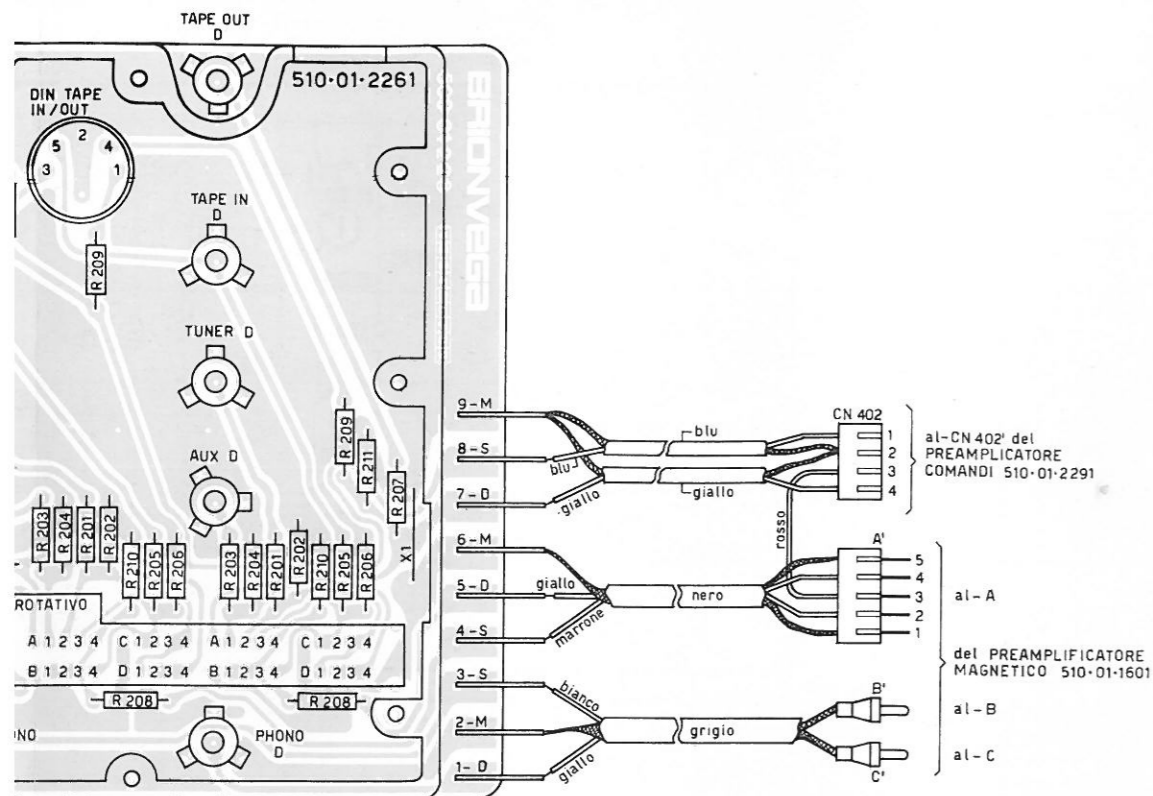 TAPE OUT
D
510•01•2261
BRIONVEGA
DIN TAPE
IN/OUT
2
5 4
3 1
TAPE IN
D
R 209
TUNER D
AUX D
R 209
R 211
R 207
R 203
R 204
R 201
R 202
R 210
R 205
R 206
R 203
R 204
R 201
R 202
R 210
R 205
R 206
X1
ROTATIVO
A 1 2 3 4 C 1 2 3 4 A 1 2 3 4 C 1 2 3 4
B 1 2 3 4 D 1 2 3 4 B 1 2 3 4 D 1 2 3 4
R 208
R 208
PHONO
D
9-M
8-S
7-D
6-M
5-D
4-S
3-S
2-M
1-D
blu
blu
giallo
giallo
CN 402
1
2
3
4
al-CN 402' del
PREAMPLICATORE
COMANDI 510•01•2291
rosso
giallo
marrone
nero
A'
5
4
3
2
1
al-A
del PREAMPLIFICATORE
MAGNETICO 510•01•1601
bianco
giallo
grigio
B'
al-B
C'
al-C